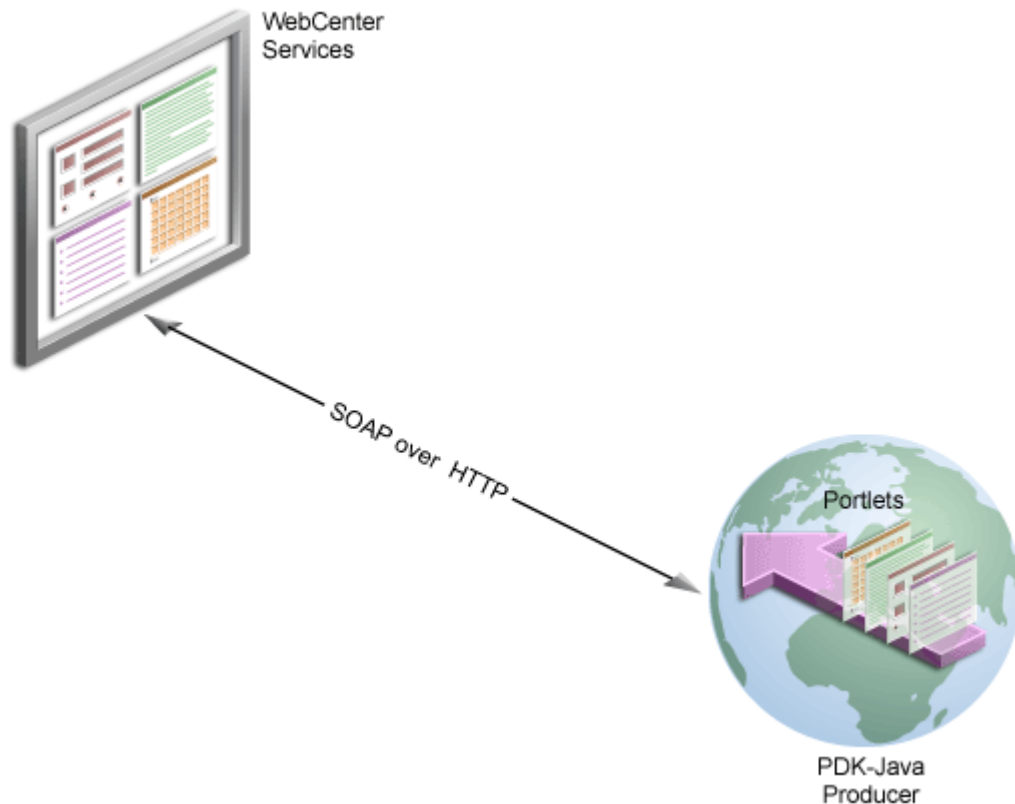 WebCenter
Services
SOAP over HTTP
Portlets
PDK-Java
Producer